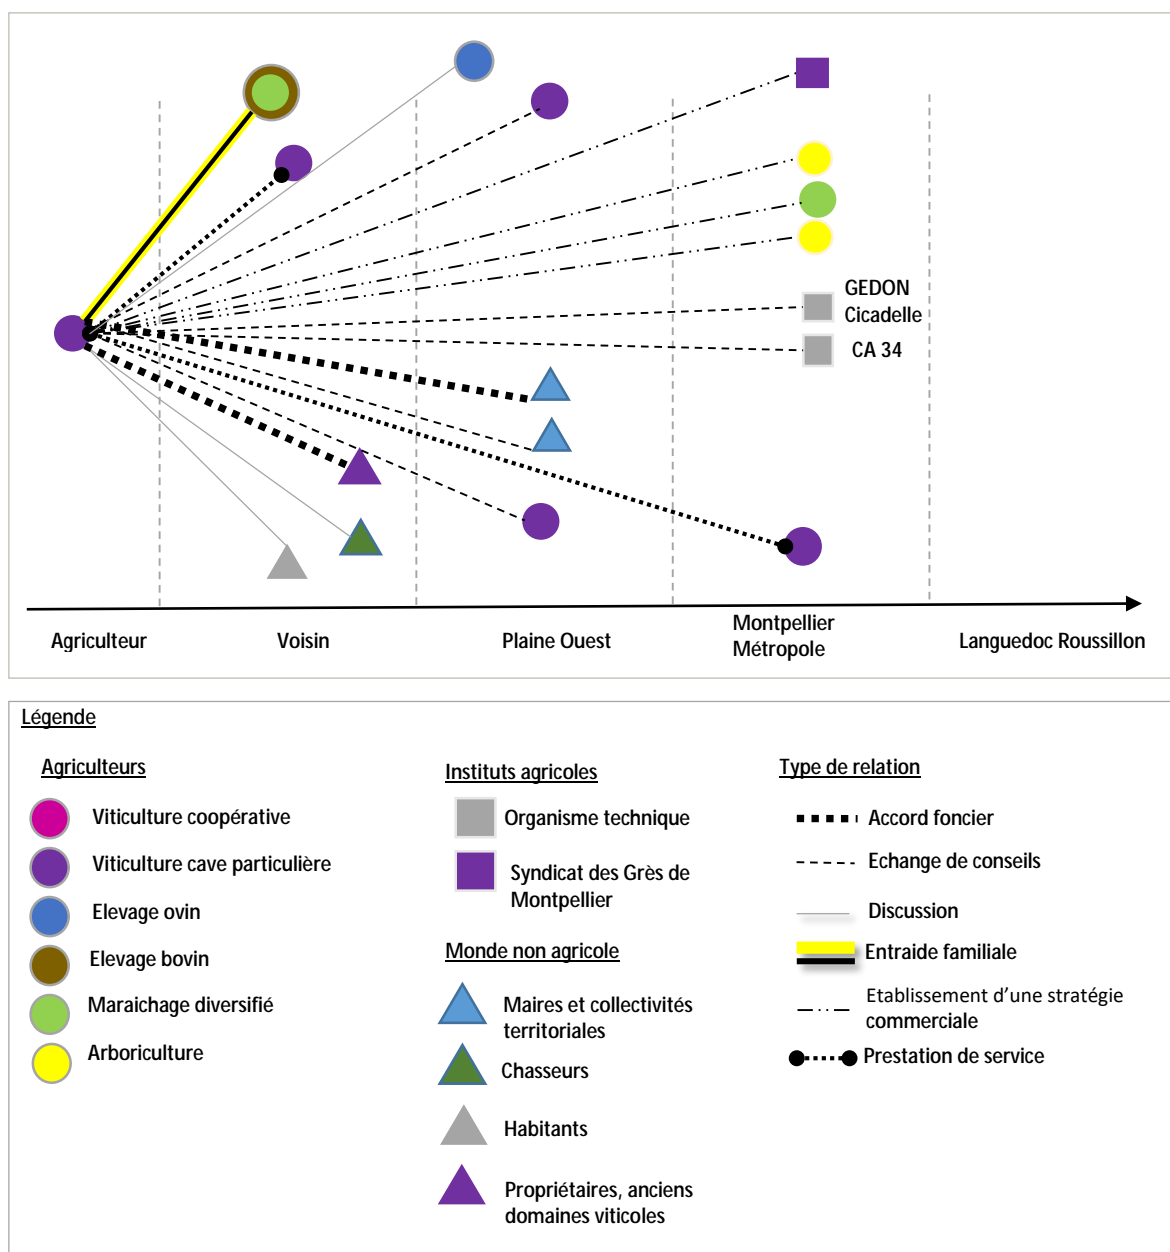 GEDON
Cicadelle
CA 34
Agriculteur
Voisin
Plaine Ouest
Montpellier
Métropole
Languedoc Roussillon
Légende
Agriculteurs
Viticulture coopérative
Viticulture cave particulière
Elevage ovin
Elevage bovin
Maraichage diversifié
Arboriculture
Instituts agricoles
Organisme technique
Syndicat des Grès de
Montpellier
Monde non agricole
Maires et collectivités
territoriales
Chasseurs
Habitants
Propriétaires, anciens
domaines viticoles
Type de relation
Accord foncier
Echange de conseils
Discussion
Entraide familiale
Etablissement d’une stratégie
commerciale
Prestation de service